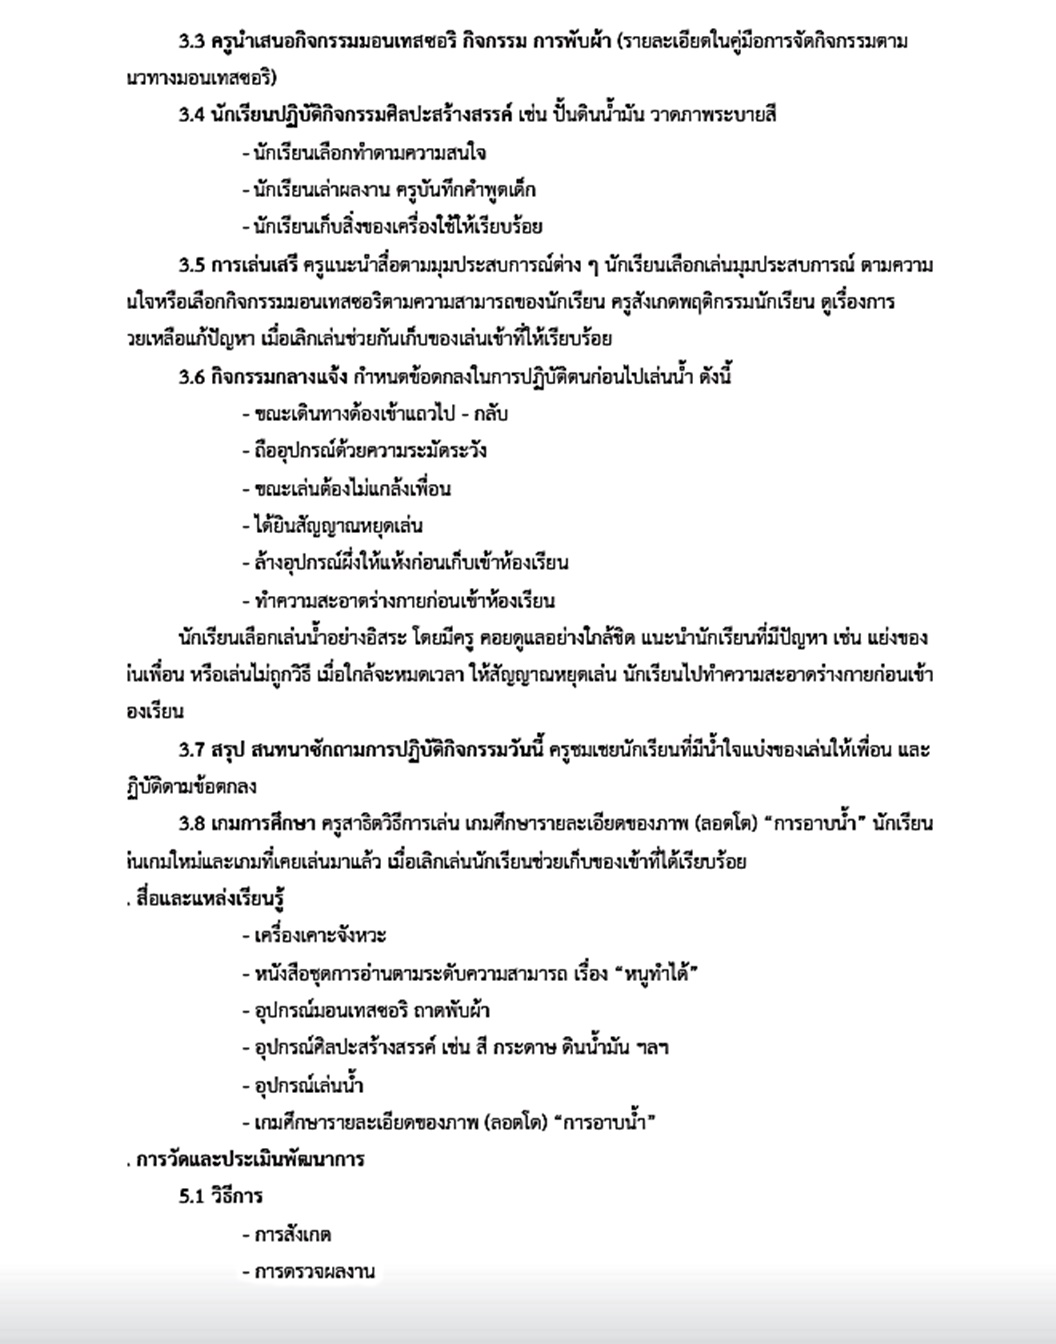 3.3 ครูนำเสนอกิจกรรมมอนเทสซอริ กิจกรรม การพับผ้า (รายละเอียดในคู่มือการจัดกิจกรรมตาม
นวทางมอนเทสซอริ)
3.4 นักเรียนปฏิบัติกิจกรรมศิลปะสร้างสรรค์ เช่น ปั้นดินน้ำมัน วาดภาพระบายสี
- นักเรียนเลือกทำตามความสนใจ
- นักเรียนเล่าผลงาน ครูบันทึกคำพูดเด็ก
- นักเรียนเก็บสิ่งของเครื่องใช้ให้เรียบร้อย
3.5 การเล่นเสรี ครูแนะนำสื่อตามมุมประสบการณ์ต่าง ๆ นักเรียนเลือกเล่นมุมประสบการณ์ ตามความ
นใจหรือเลือกกิจกรรมมอนเทสซอริตามความสามารถของนักเรียน ครูสังเกตพฤติกรรมนักเรียน ดูเรื่องการ
วยเหลือแก้ปัญหา เมื่อเลิกเล่นช่วยกันเก็บของเล่นเข้าที่ให้เรียบร้อย
3.6 กิจกรรมกลางแจ้ง กำหนดข้อตกลงในการปฏิบัติตนก่อนไปเล่นน้ำ ดังนี้
- ขณะเดินทางต้องเข้าแถวไป - กลับ
- ถืออุปกรณ์ด้วยความระมัดระวัง
- ขณะเล่นต้องไม่แกล้งเพื่อน
- ได้ยินสัญญาณหยุดเล่น
- ล้างอุปกรณ์ผึ่งให้แห้งก่อนเก็บเข้าห้องเรียน
- ทำความสะอาดร่างกายก่อนเข้าห้องเรียน
นักเรียนเลือกเล่นน้ำอย่างอิสระ โดยมีครู คอยดูแลอย่างใกล้ชิด แนะนำนักเรียนที่มีปัญหา เช่น แย่งของ
่นเพื่อน หรือเล่นไม่ถูกวิธี เมื่อใกล้จะหมดเวลา ให้สัญญาณหยุดเล่น นักเรียนไปทำความสะอาดร่างกายก่อนเข้า
องเรียน
3.7 สรุป สนทนาซักถามการปฏิบัติกิจกรรมวันนี้ ครูชมเชยนักเรียนที่มีน้ำใจแบ่งของเล่นให้เพื่อน และ
ฏิบัติตามข้อตกลง
3.8 เกมการศึกษา ครูสาธิตวิธีการเล่น เกมศึกษารายละเอียดของภาพ (ลอตโต) “การอาบน้ำ” นักเรียน
่นเกมใหม่และเกมที่เคยเล่นมาแล้ว เมื่อเลิกเล่นนักเรียนช่วยเก็บของเข้าที่ได้เรียบร้อย
. สื่อและแหล่งเรียนรู้
- เครื่องเคาะจังหวะ
- หนังสือชุดการอ่านตามระดับความสามารถ เรื่อง “หนูทำได้”
- อุปกรณ์มอนเทสซอริ ถาดพับผ้า
- อุปกรณ์ศิลปะสร้างสรรค์ เช่น สี กระดาษ ดินน้ำมัน ฯลฯ
- อุปกรณ์เล่นน้ำ
- เกมศึกษารายละเอียดของภาพ (ลอตโต) “การอาบน้ำ”
. การวัดและประเมินพัฒนาการ
5.1 วิธีการ
- การสังเกต
- การตรวจผลงาน